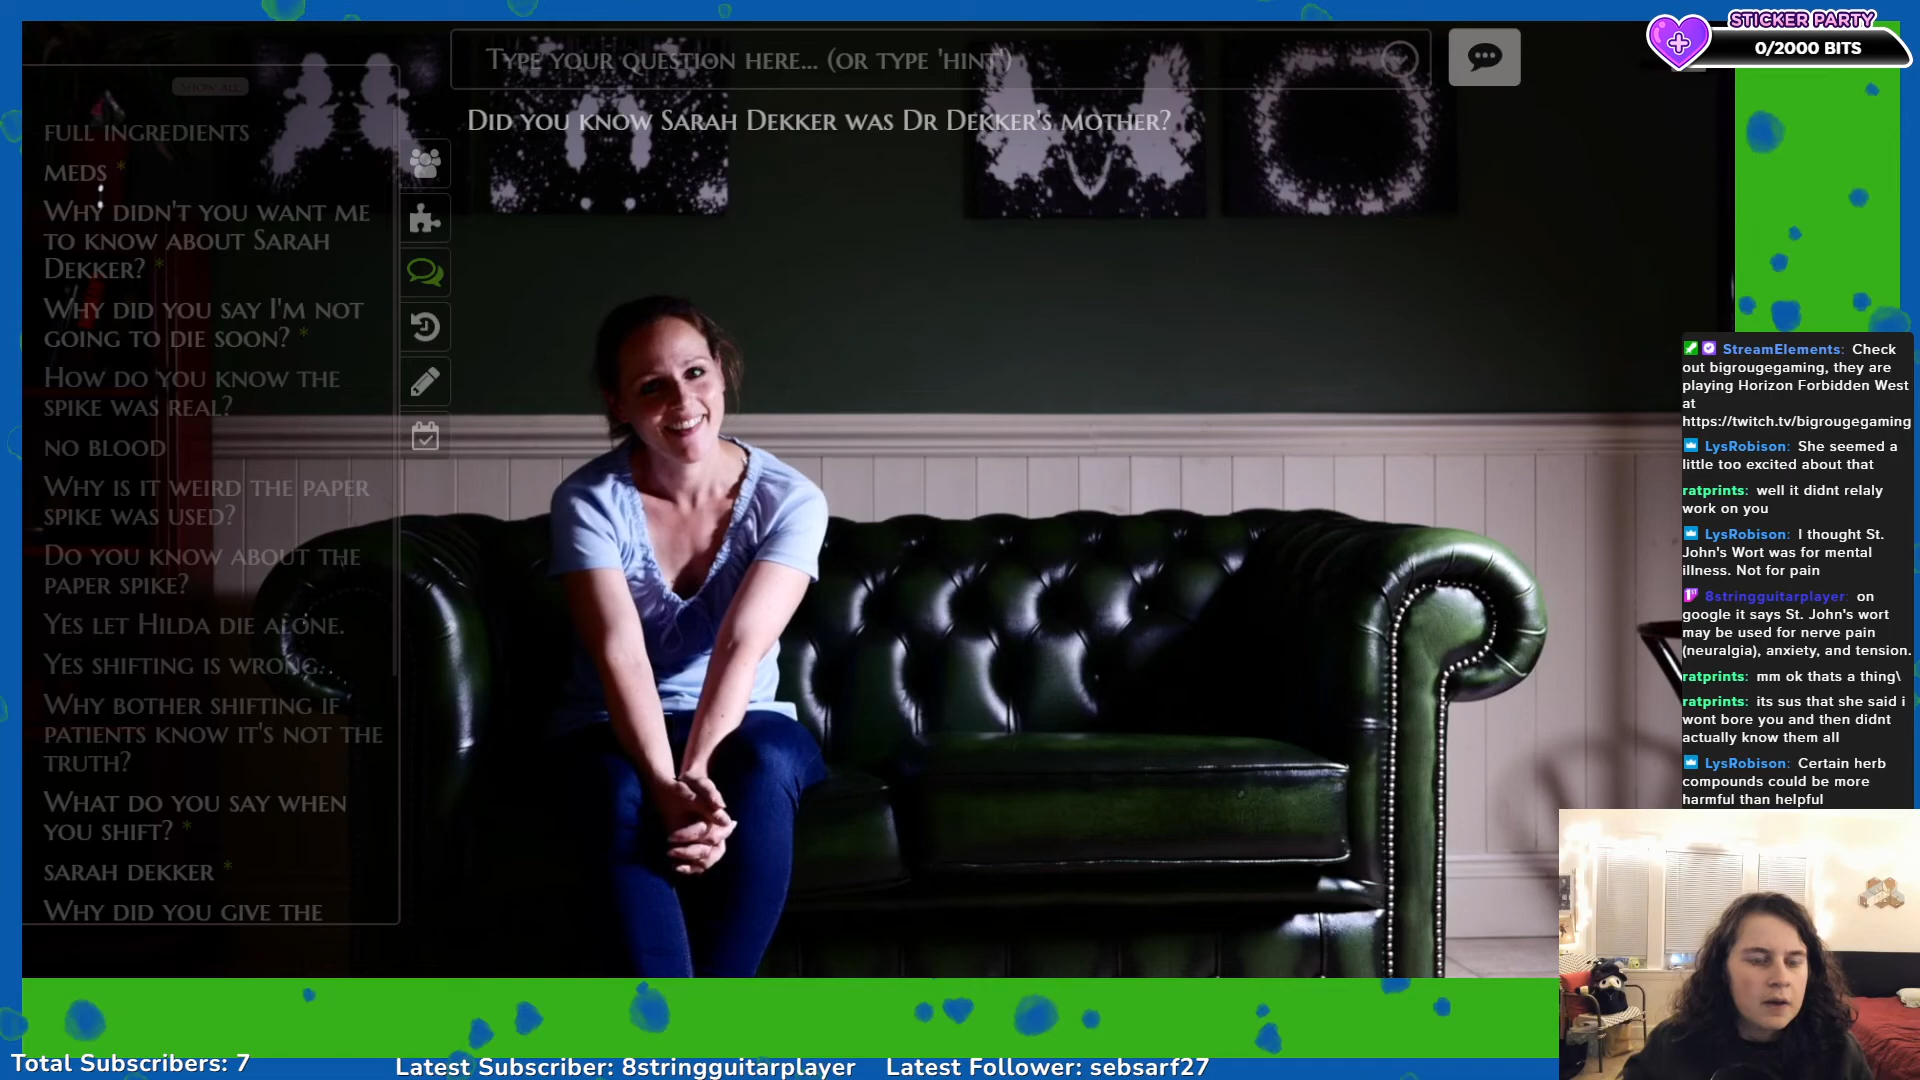 STICKER PARTY
0/2000 BITS
Type your question here... (or type 'hint')
Did you know Sarah Dekker was Dr Dekker's mother?
SHOW ALL
FULL INGREDIENTS
MEDS *
Why didn't you want me
to know about Sarah
Dekker? *
Why did you say I'm not
going to die soon? *
How do you know the
spike was real?
NO BLOOD
Why is it weird the paper
spike was used?
Do you know about the
paper spike?
Yes let Hilda die alone.
Yes shifting is wrong.
Why bother shifting if
patients know it's not the
truth?
What do you say when
you shift? *
SARAH DEKKER *
Why did you give the
StreamElements: Check
out bigrougegaming, they are
playing Horizon Forbidden West
at
https://twitch.tv/bigrougegaming
LysRobison: She seemed a
little too excited about that
ratprints: well it didnt relaly
work on you
LysRobison: I thought St.
John's Wort was for mental
illness. Not for pain
8stringguitarplayer: on
google it says St. John's wort
may be used for nerve pain
(neuralgia), anxiety, and tension.
ratprints: mm ok thats a thing\
ratprints: its sus that she said i
wont bore you and then didnt
actually know them all
LysRobison: Certain herb
compounds could be more
harmful than helpful
Total Subscribers: 7
Latest Subscriber: 8stringguitarplayer
Latest Follower: sebsarf27